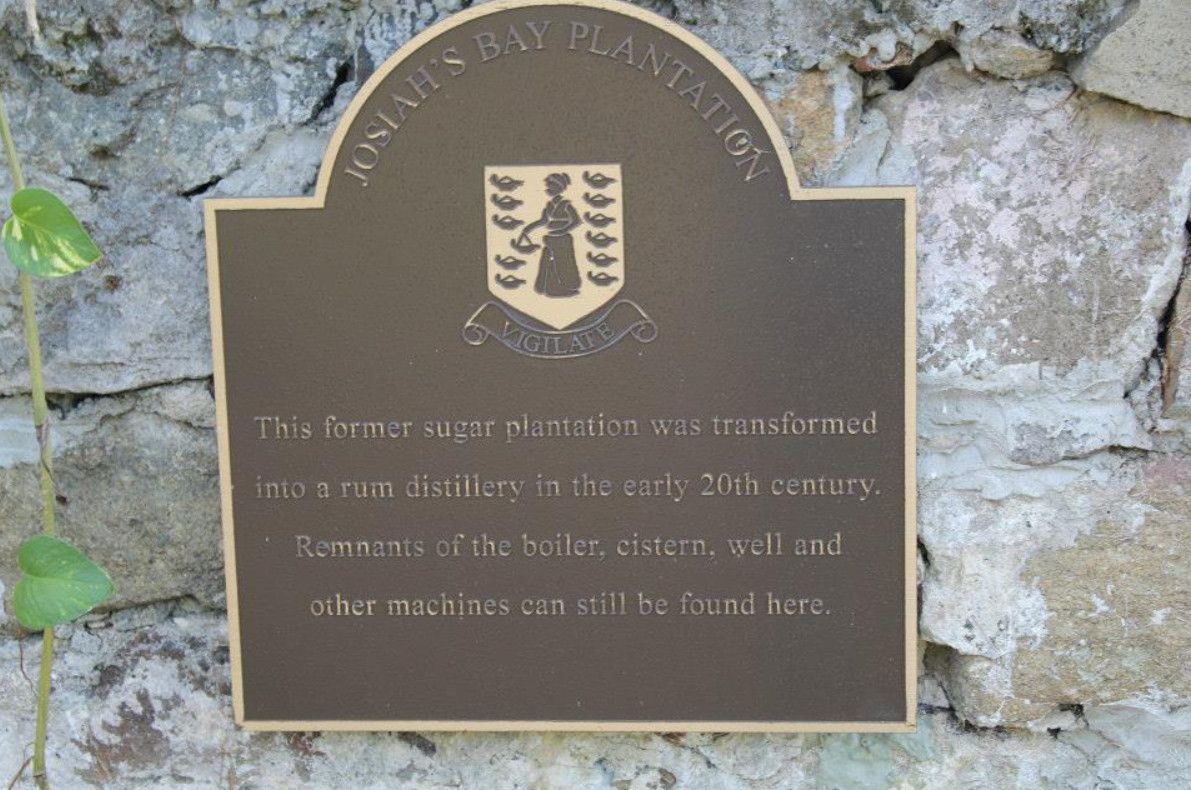 JOSIAH'S BAY PLANTATION
VIGILATE
This former sugar plantation was transformed
into a rum distillery in the early 20th century.
Remnants of the boiler, cistern, well and
other machines can still be found here.